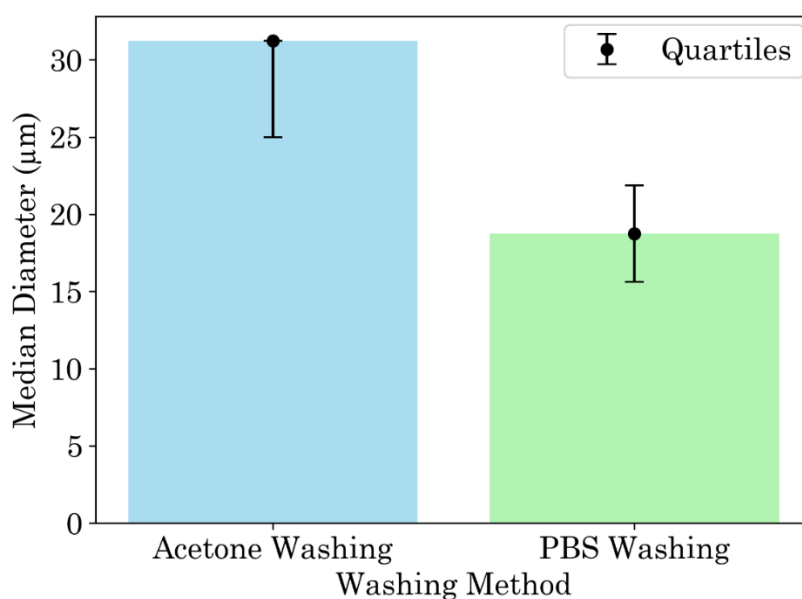 Quartiles
Median Diameter (μm)
30
25
20
15
10
5
0
Acetone Washing
PBS Washing
Washing Method